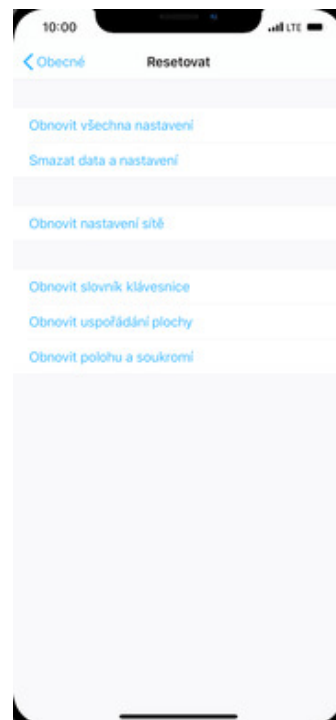 10:00 LTE
Obecné Resetovat
Obnovit všechna nastavení
Smazat data a nastavení
Obnovit nastavení sítě
Obnovit slovník klávesnice
Obnovit uspořádání plochy
Obnovit polohu a soukromí